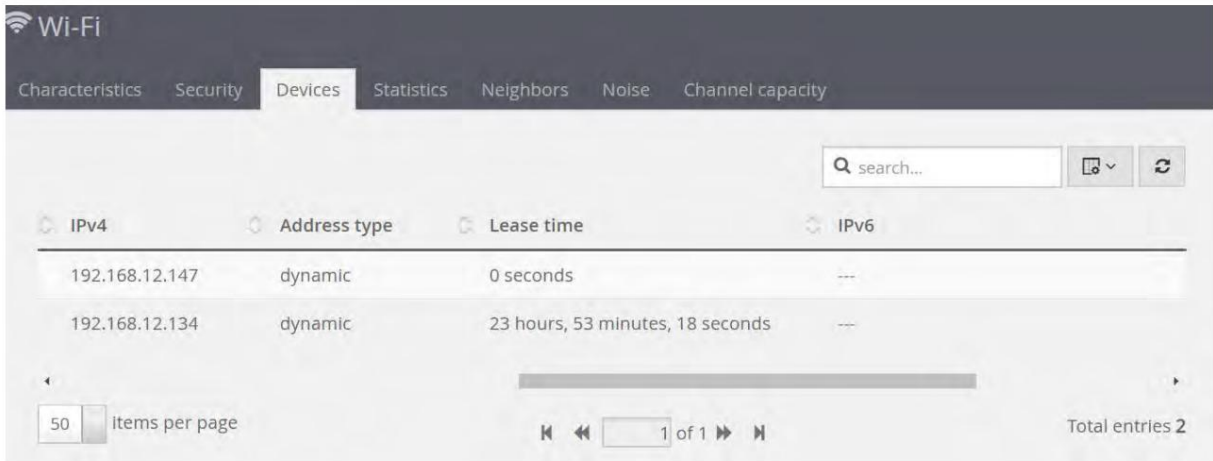 Wi-Fi
Characteristics Security Devices Statistics Neighbors Noise Channel capacity
search...
IPv4 Address type Lease time IPv6
192.168.12.147 dynamic 0 seconds ---
192.168.12.134 dynamic 23 hours, 53 minutes, 18 seconds ---
50 items per page 1 of 1 Total entries 2